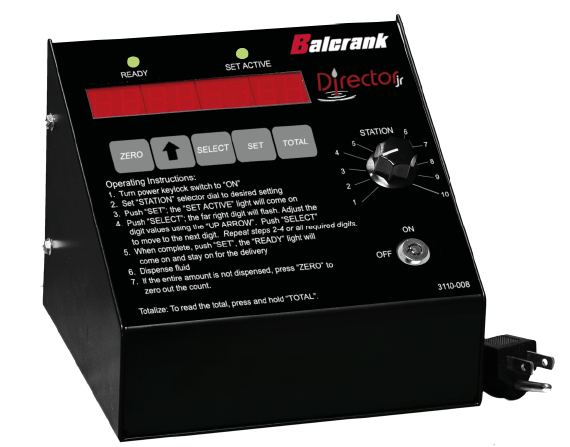 Balcrank
READY
SET ACTIVE
Director jr
ZERO
SELECT
SET
TOTAL
STATION
1
2
3
4
5
6
7
8
9
10
Operating Instructions:
1. Turn power keylock switch to "ON"
2. Set "STATION" selector dial to desired setting
3. Push "SET"; the "SET ACTIVE" light will come on
4. Push "SELECT"; the far right digit will flash. Adjust the
digit values using the "UP ARROW". Push "SELECT"
to move to the next digit. Repeat steps 2-4 for all required digits.
5. When complete, push "SET", the "READY" light will
come on and stay on for the delivery
6. Dispense fluid
7. If the entire amount is not dispensed, press "ZERO" to
zero out the count.
Totalize: To read the total, press and hold "TOTAL".
ON
OFF
3110-008